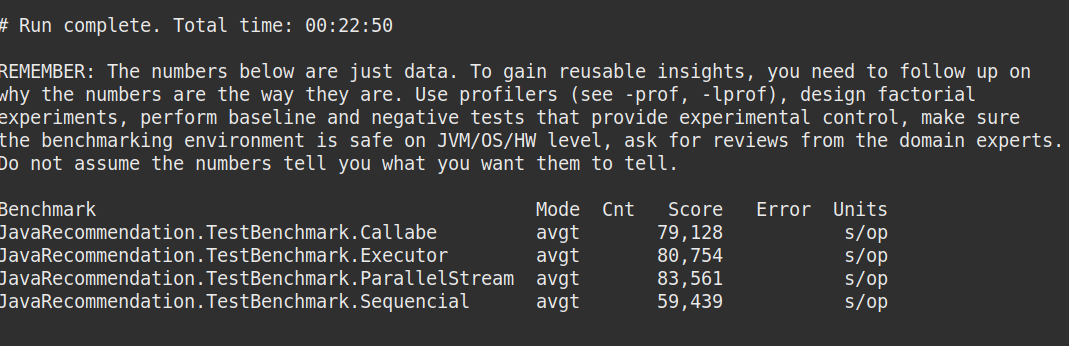 # Run complete. Total time: 00:22:50
REMEMBER: The numbers below are just data. To gain reusable insights, you need to follow up on
why the numbers are the way they are. Use profilers (see -prof, -lprof), design factorial
experiments, perform baseline and negative tests that provide experimental control, make sure
the benchmarking environment is safe on JVM/OS/HW level, ask for reviews from the domain experts.
Do not assume the numbers tell you what you want them to tell.
Benchmark Mode Cnt Score Error Units
JavaRecommendation.TestBenchmark.Callabe avgt 79,128 s/op
JavaRecommendation.TestBenchmark.Executor avgt 80,754 s/op
JavaRecommendation.TestBenchmark.ParallelStream avgt 83,561 s/op
JavaRecommendation.TestBenchmark.Sequencial avgt 59,439 s/op